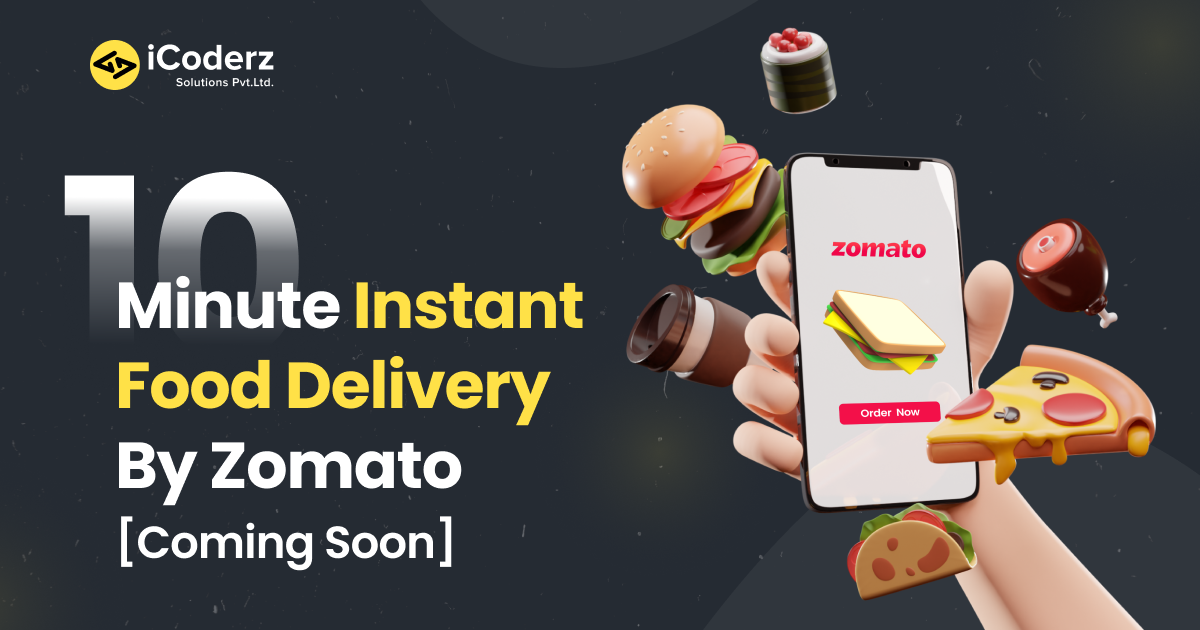 iCoderz
Solutions Pvt.Ltd.
10
Minute Instant
Food Delivery
By Zomato
[Coming Soon]
zomato
Order Now